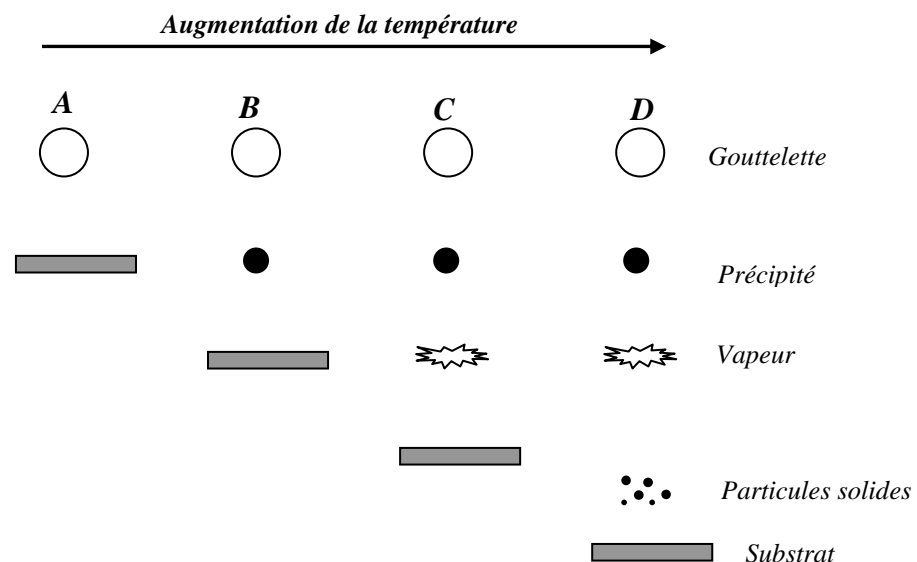 Augmentation de la température
A B C D
Gouttelette
Précipité
Vapeur
Particules solides
Substrat